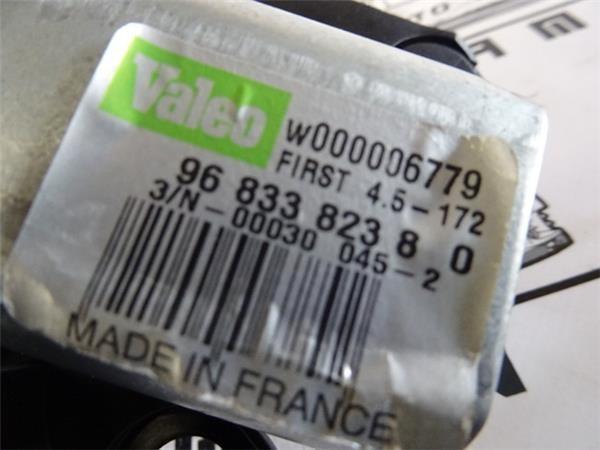 Valeo
W000006779
FIRST 4.5-172
96 833 823 8 0
3/N-00030 045-2
MADE IN FRANCE